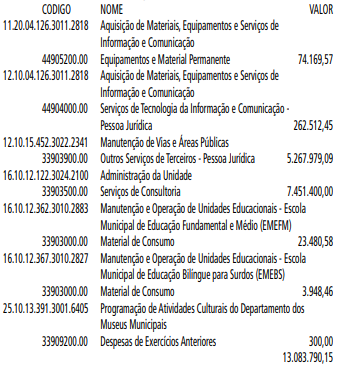 CODIGO NOME VALOR
11.20.04.126.3011.2818 Aquisição de Materiais, Equipamentos e Serviços de
Informação e Comunicação
44905200.00 Equipamentos e Material Permanente 74.169,57
12.10.04.126.3011.2818 Aquisição de Materiais, Equipamentos e Serviços de
Informação e Comunicação
44904000.00 Serviços de Tecnologia da Informação e Comunicação -
Pessoa Jurídica 262.512,45
12.10.15.452.3022.2341 Manutenção de Vias e Áreas Públicas
33903900.00 Outros Serviços de Terceiros - Pessoa Jurídica 5.267.979,09
16.10.12.122.3024.2100 Administração da Unidade
33903500.00 Serviços de Consultoria 7.451.400,00
16.10.12.362.3010.2883 Manutenção e Operação de Unidades Educacionais - Escola
Municipal de Educação Fundamental e Médio (EMEFM)
33903000.00 Material de Consumo 23.480,58
16.10.12.367.3010.2827 Manutenção e Operação de Unidades Educacionais - Escola
Municipal de Educação Bilíngue para Surdos (EMEBS)
33903000.00 Material de Consumo 3.948,46
25.10.13.391.3001.6405 Programação de Atividades Culturais do Departamento dos
Museus Municipais
33909200.00 Despesas de Exercícios Anteriores 300,00
13.083.790,15